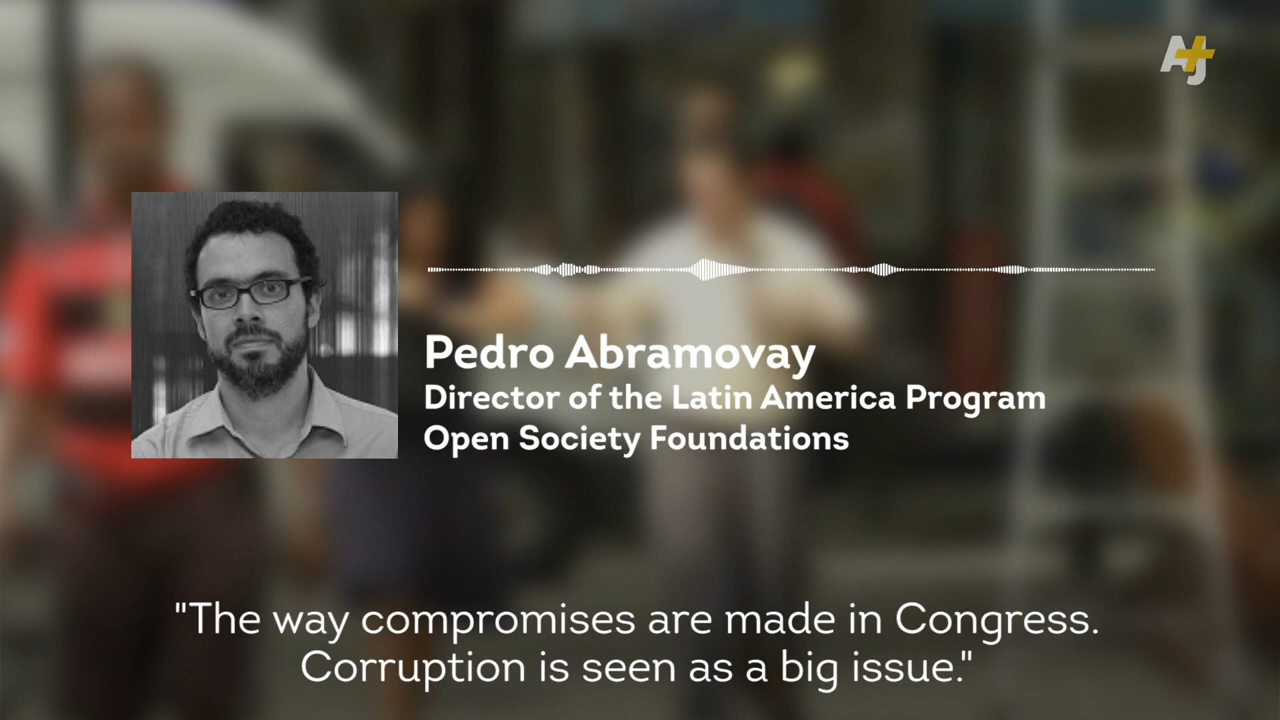 AJ+
Pedro Abramovay
Director of the Latin America Program
Open Society Foundations
"The way compromises are made in Congress.
Corruption is seen as a big issue."